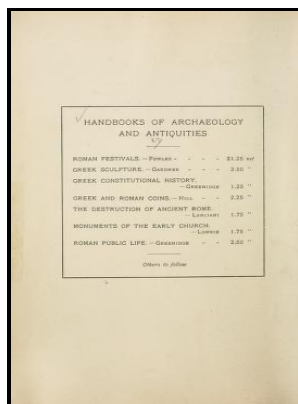 HANDBOOKS OF ARCHAEOLOGY
AND ANTIQUITIES
ROMAN FESTIVALS. — Fowler - - - - $1.25 net
GREEK SCULPTURE. — Gardner - - - 2.50 "
GREEK CONSTITUTIONAL HISTORY.
— Greenidge 1.25 "
GREEK AND ROMAN COINS. — Hill - - 2.25 "
THE DESTRUCTION OF ANCIENT ROME.
— Lanciani 1.75 "
MONUMENTS OF THE EARLY CHURCH.
— Lowrie 1.75 "
ROMAN PUBLIC LIFE. — Greenidge - - 2.50 "
Others to follow